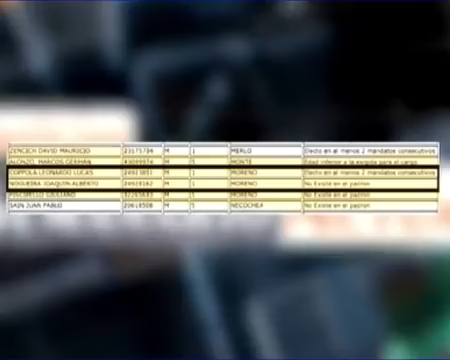 ZENCICH DAVID MAURICIO 23175734 M 5 MERLO Electo en al menos 2 mandatos consecutivos
ALONZO, MARCOS GERMÁN M 5 MONTE Edad inferior a la exigida para el cargo
COPPOLA LEONARDO LUCAS M 1 MORENO Electo en al menos 2 mandatos consecutivos
NOGUEIRA JOAQUIN ALBERTO M 1 MORENO No Existe en el padron
GIULIANO M MORENO No Existe en el padron
SAIN JUAN PABLO 20618508 M 5 NECOCHEA No Existe en el padron